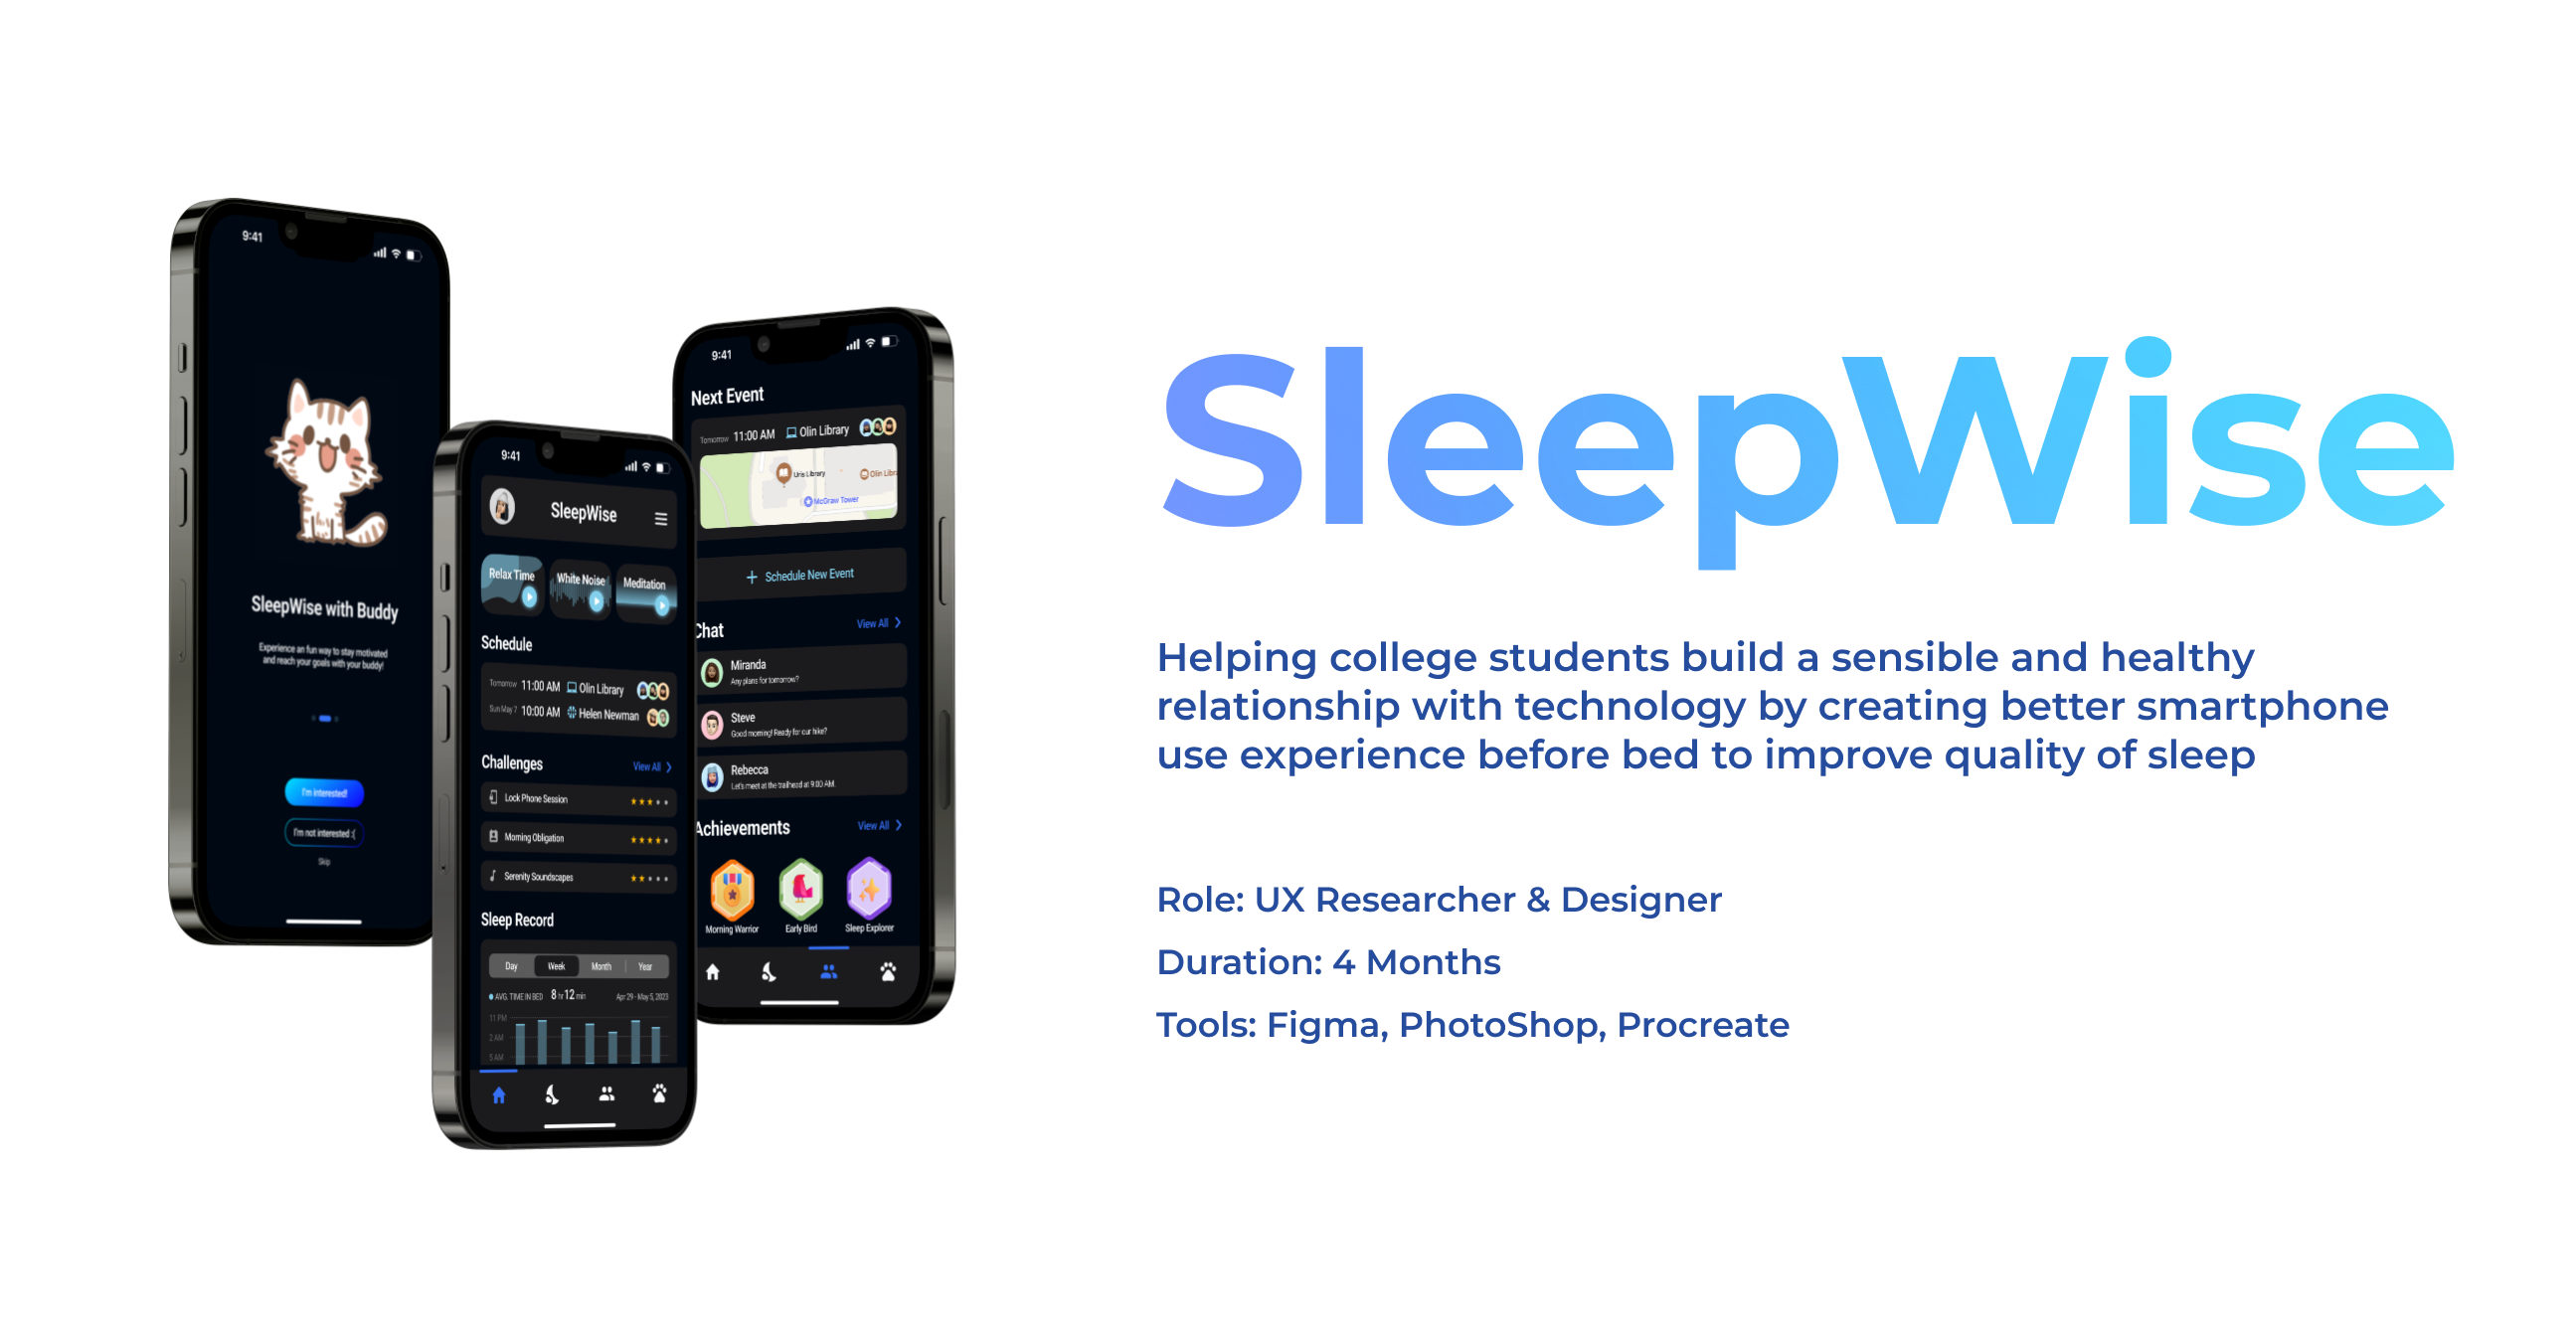 9:41
SleepWise with Buddy
Experience an fun way to stay motivated
and reach your goals with your buddy!
I'm interested!
I'm not interested :(
Skip
9:41
SleepWise
Relax Time
White Noise
Meditation
Schedule
Tomorrow 11:00 AM Olin Library
Sun May 7 10:00 AM Helen Newman
Challenges View All
Lock Phone Session
Morning Obligation
Serenity Soundscapes
Sleep Record
Day Week Month Year
AVG. TIME IN BED 8 hr 12 min Apr 29 - May 5, 2023
11 PM
2 AM
5 AM
9:41
Next Event
Tomorrow 11:00 AM Olin Library
Uris Library
Olin Libra
McGraw Tower
Schedule New Event
Chat View All
Miranda
Any plans for tomorrow?
Steve
Good morning! Ready for our hike?
Rebecca
Let's meet at the trailhead at 9:00 AM.
Achievements View All
Morning Warrior Early Bird Sleep Explorer
SleepWise
Helping college students build a sensible and healthy
relationship with technology by creating better smartphone
use experience before bed to improve quality of sleep
Role: UX Researcher & Designer
Duration: 4 Months
Tools: Figma, PhotoShop, Procreate